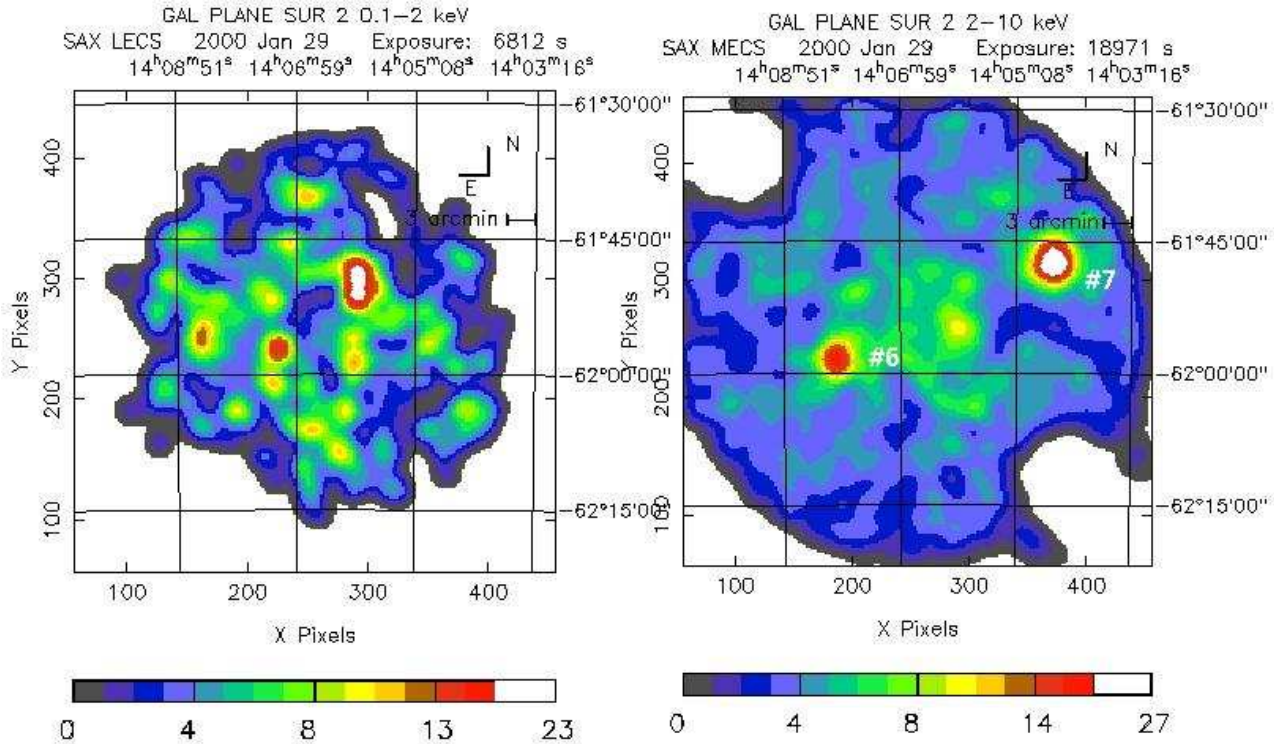 GAL PLANE SUR 2 0.1-2 keV
SAX LECS 2000 Jan 29 Exposure: 6812 s
14h08m51s 14h06m59s 14h05m08s 14h03m16s
-61°30'00"
400
N
E
3 arcmin
-61°45'00"
300
Y Pixels
-62°00'00"
200
100
-62°15'00"
100 200 300 400
X Pixels
0 4 8 13 23
GAL PLANE SUR 2 2-10 keV
SAX MECS 2000 Jan 29 Exposure: 18971 s
14h08m51s 14h06m59s 14h05m08s 14h03m16s
-61°30'00"
400
N
E
3 arcmin
-61°45'00"
300
#7
Y Pixels
#6
-62°00'00"
200
100
-62°15'00"
100 200 300 400
X Pixels
0 4 8 14 27